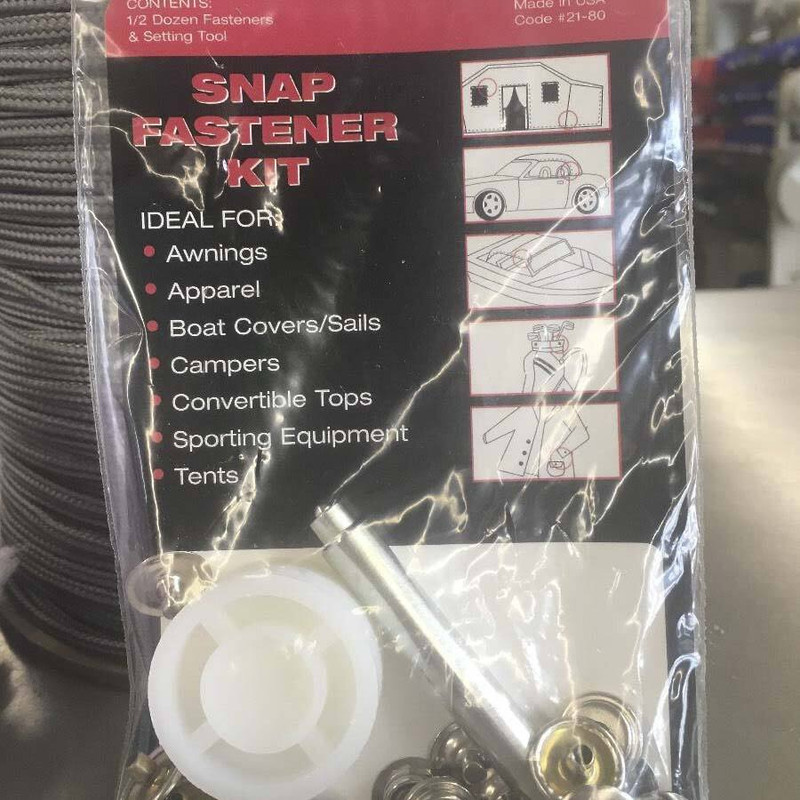 CONTENTS:
1/2 Dozen Fasteners
& Setting Tool
Made in USA
Code #21-80
SNAP
FASTENER
KIT
IDEAL FOR:
Awnings
Apparel
Boat Covers/Sails
Campers
Convertible Tops
Sporting Equipment
Tents